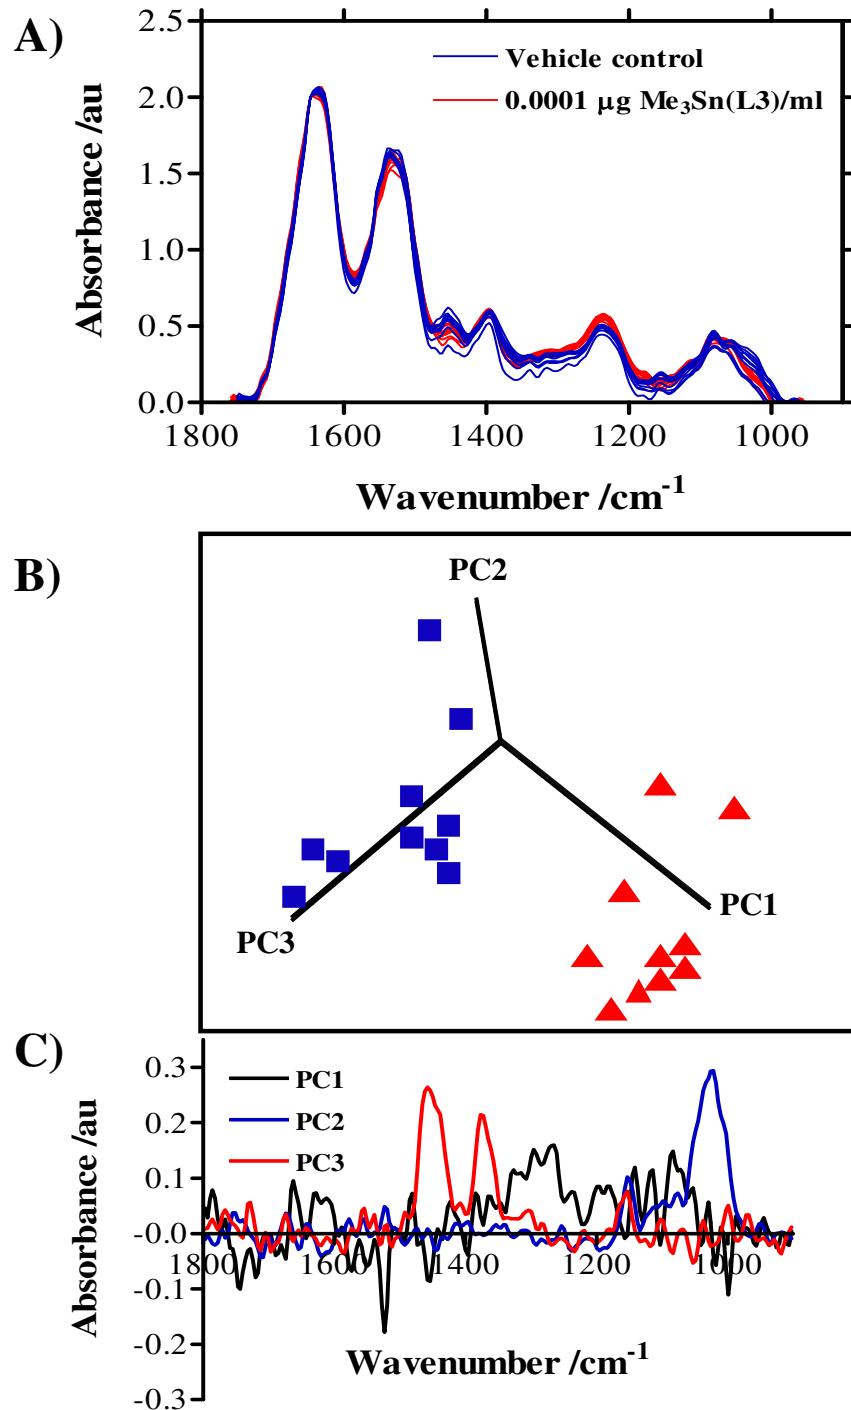 A)
2.5
2.0
1.5
1.0
0.5
0.0
Absorbance /au
Vehicle control
0.0001 µg Me₃Sn(L3)/ml
1800 1600 1400 1200 1000
Wavenumber /cm⁻¹
B)
PC2
PC1
PC3
C)
0.3
0.2
0.1
-0.0
-0.1
-0.2
-0.3
Absorbance /au
PC1
PC2
PC3
1800 1600 1400 1200 1000
Wavenumber /cm⁻¹